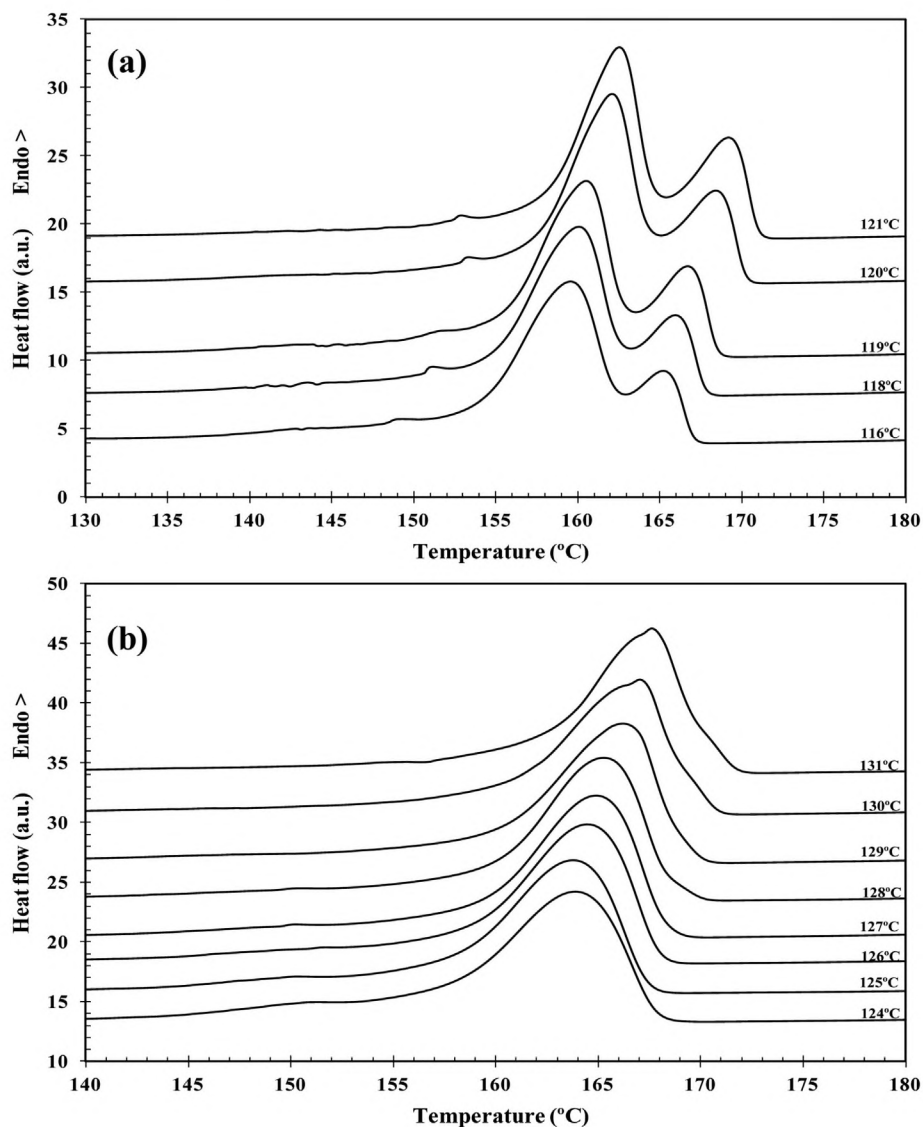 35
(a)
30
25
20
15
10
5
0
Heat flow (a.u.) Endo >
121ºC
120ºC
119ºC
118ºC
116ºC
130 135 140 145 150 155 160 165 170 175 180
Temperature (ºC)
50
(b)
45
40
35
30
25
20
15
10
Heat flow (a.u.) Endo >
131ºC
130ºC
129ºC
128ºC
127ºC
126ºC
125ºC
124ºC
140 145 150 155 160 165 170 175 180
Temperature (ºC)